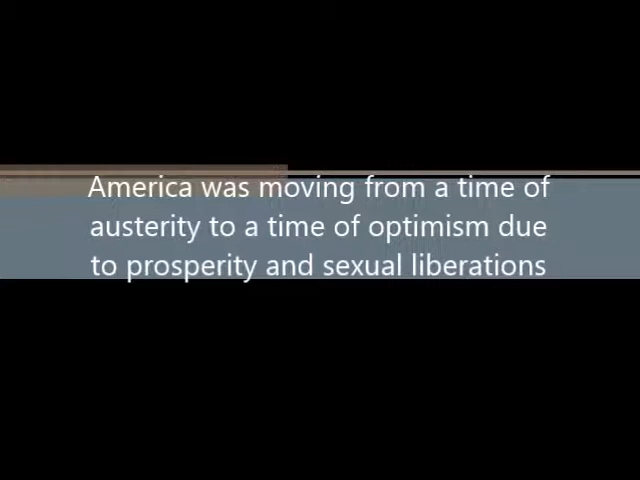 America was moving from a time of
austerity to a time of optimism due
to prosperity and sexual liberations